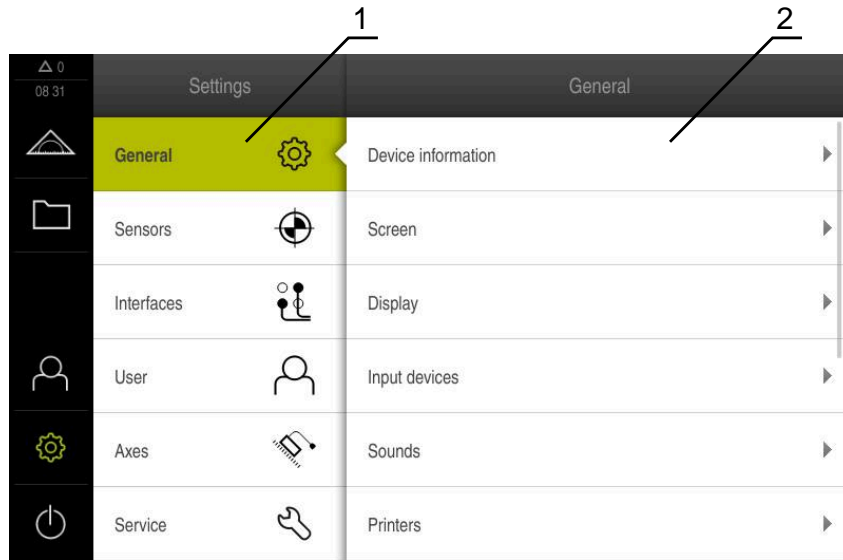 1
2
0
08 31
Settings
General
General
Sensors
Interfaces
User
Axes
Service
Device information
Screen
Display
Input devices
Sounds
Printers